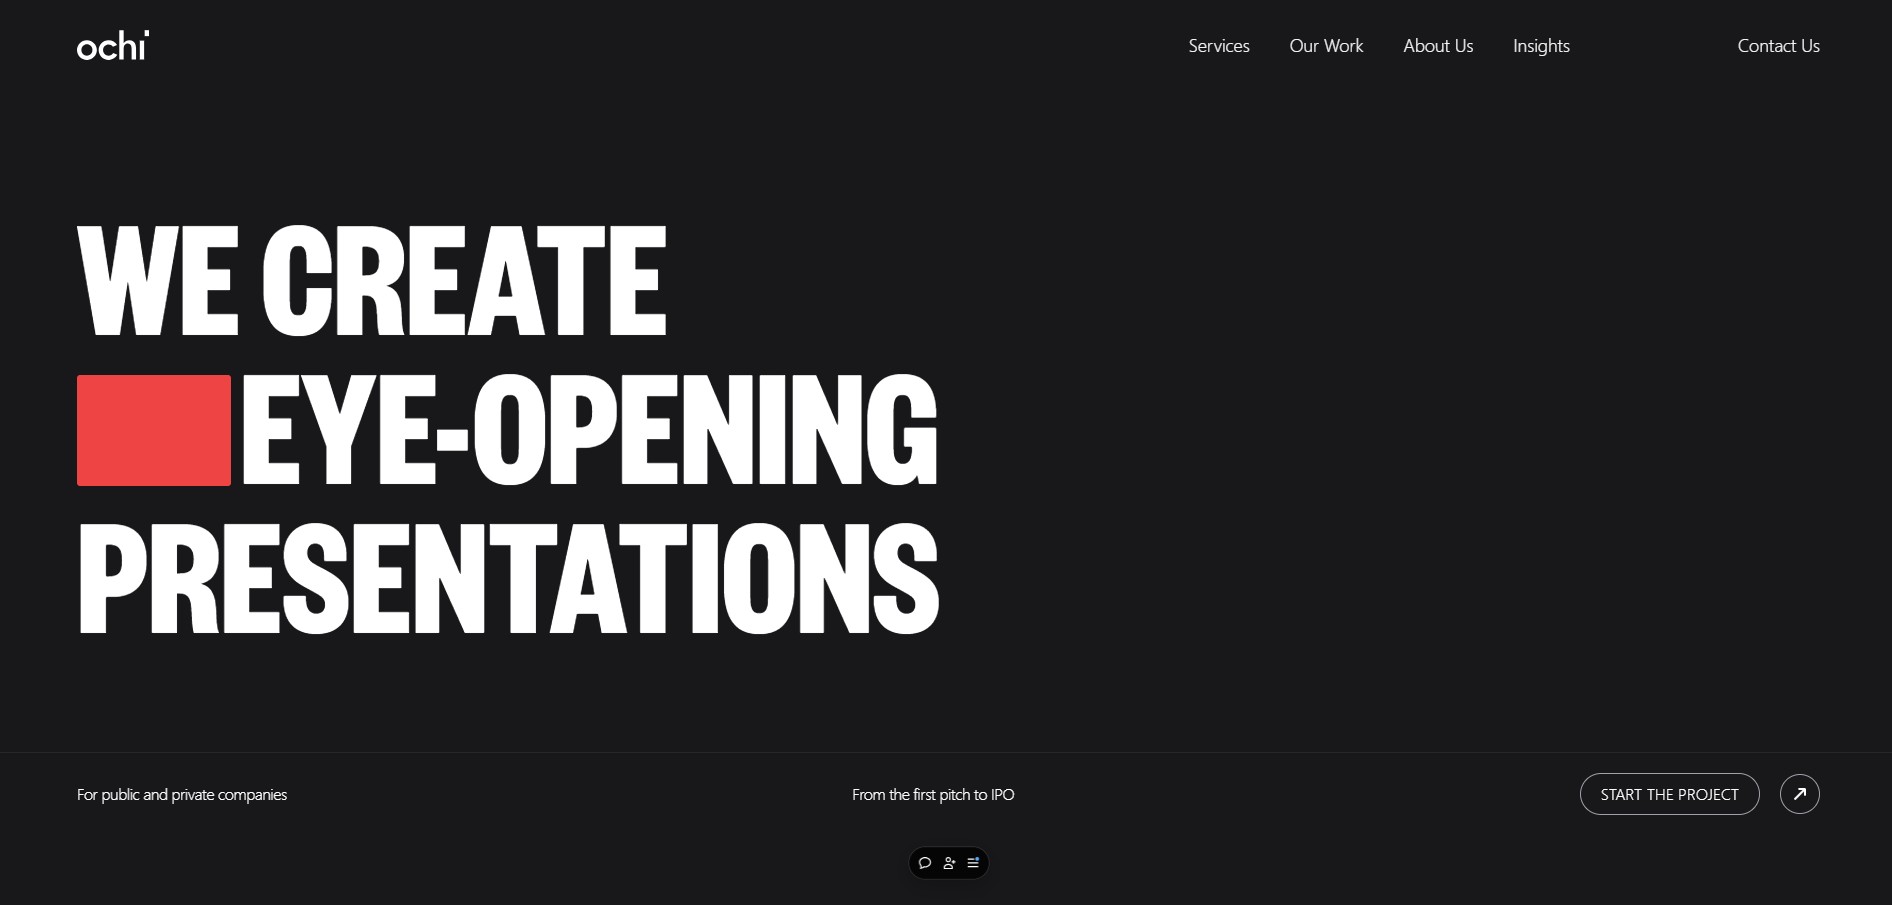 ochi
Services Our Work About Us Insights Contact Us
WE CREATE
EYE-OPENING
PRESENTATIONS
For public and private companies From the first pitch to IPO START THE PROJECT